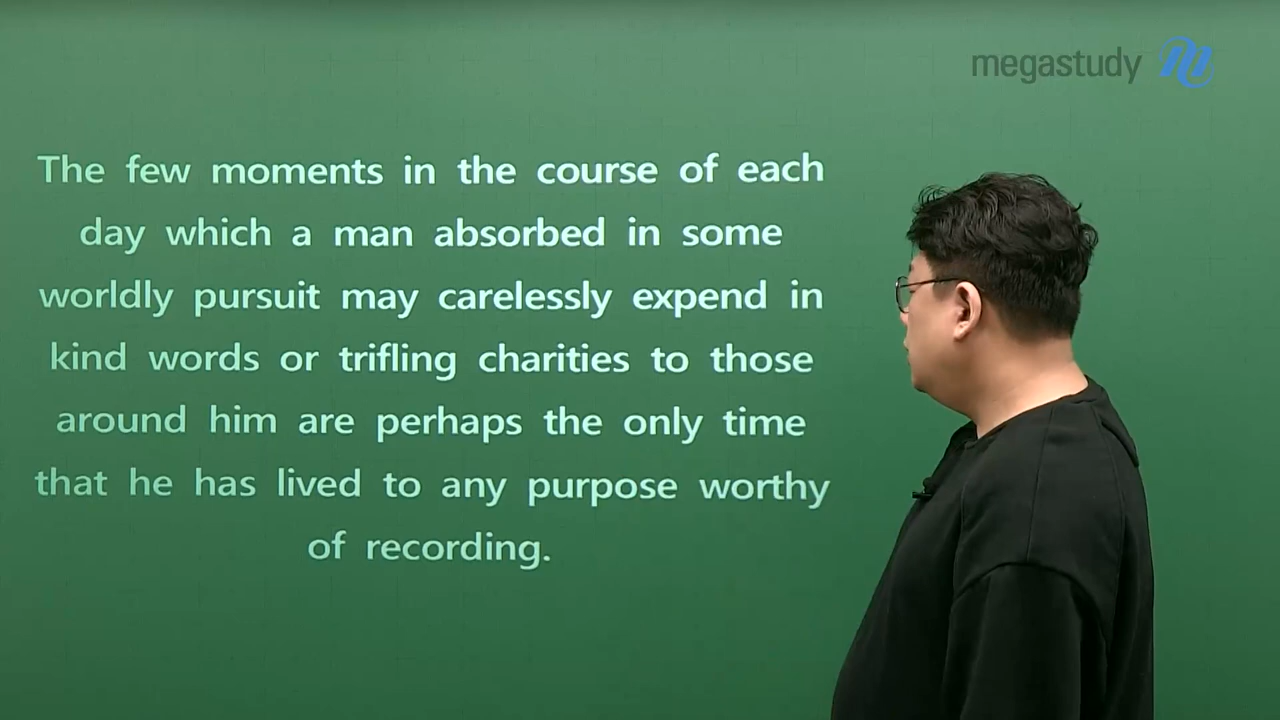 megastudy
The few moments in the course of each
day which a man absorbed in some
worldly pursuit may carelessly expend in
kind words or trifling charities to those
around him are perhaps the only time
that he has lived to any purpose worthy
of recording.